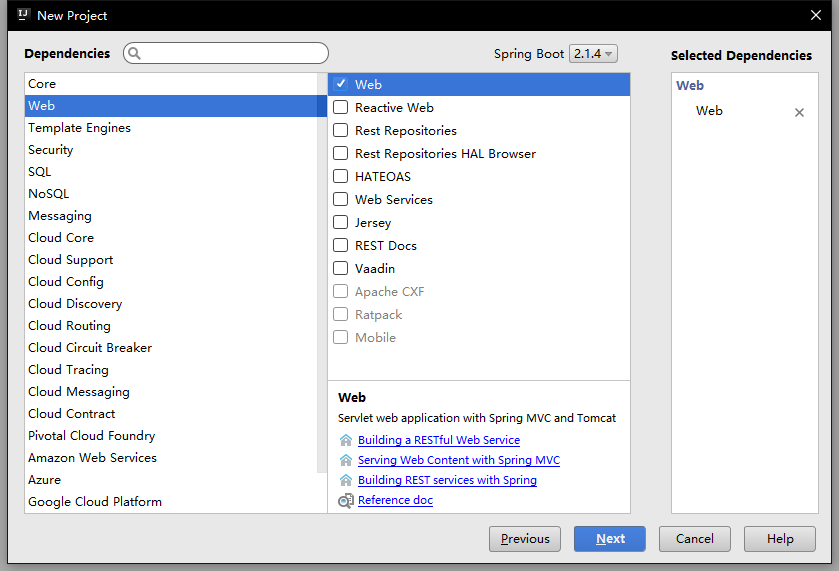 New Project
Dependencies
Spring Boot 2.1.4
Selected Dependencies
Core
Web
Template Engines
Security
SQL
NoSQL
Messaging
Cloud Core
Cloud Support
Cloud Config
Cloud Discovery
Cloud Routing
Cloud Circuit Breaker
Cloud Tracing
Cloud Messaging
Cloud Contract
Pivotal Cloud Foundry
Amazon Web Services
Azure
Google Cloud Platform
Web
Reactive Web
Rest Repositories
Rest Repositories HAL Browser
HATEOAS
Web Services
Jersey
REST Docs
Vaadin
Apache CXF
Ratpack
Mobile
Web
Servlet web application with Spring MVC and Tomcat
Building a RESTful Web Service
Serving Web Content with Spring MVC
Building REST services with Spring
Reference doc
Web
Web
Previous
Next
Cancel
Help